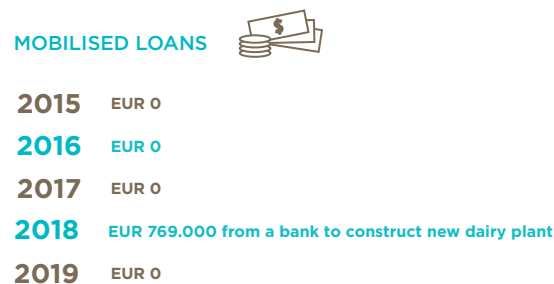 MOBILISED LOANS
2015 EUR 0
2016 EUR 0
2017 EUR 0
2018 EUR 769.000 from a bank to construct new dairy plant
2019 EUR 0